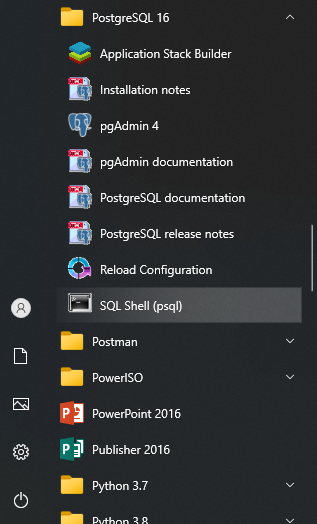 PostgreSQL 16
Application Stack Builder
Installation notes
pgAdmin 4
pgAdmin documentation
PostgreSQL documentation
PostgreSQL release notes
Reload Configuration
SQL Shell (psql)
Postman
PowerISO
PowerPoint 2016
Publisher 2016
Python 3.7
Python 3.8